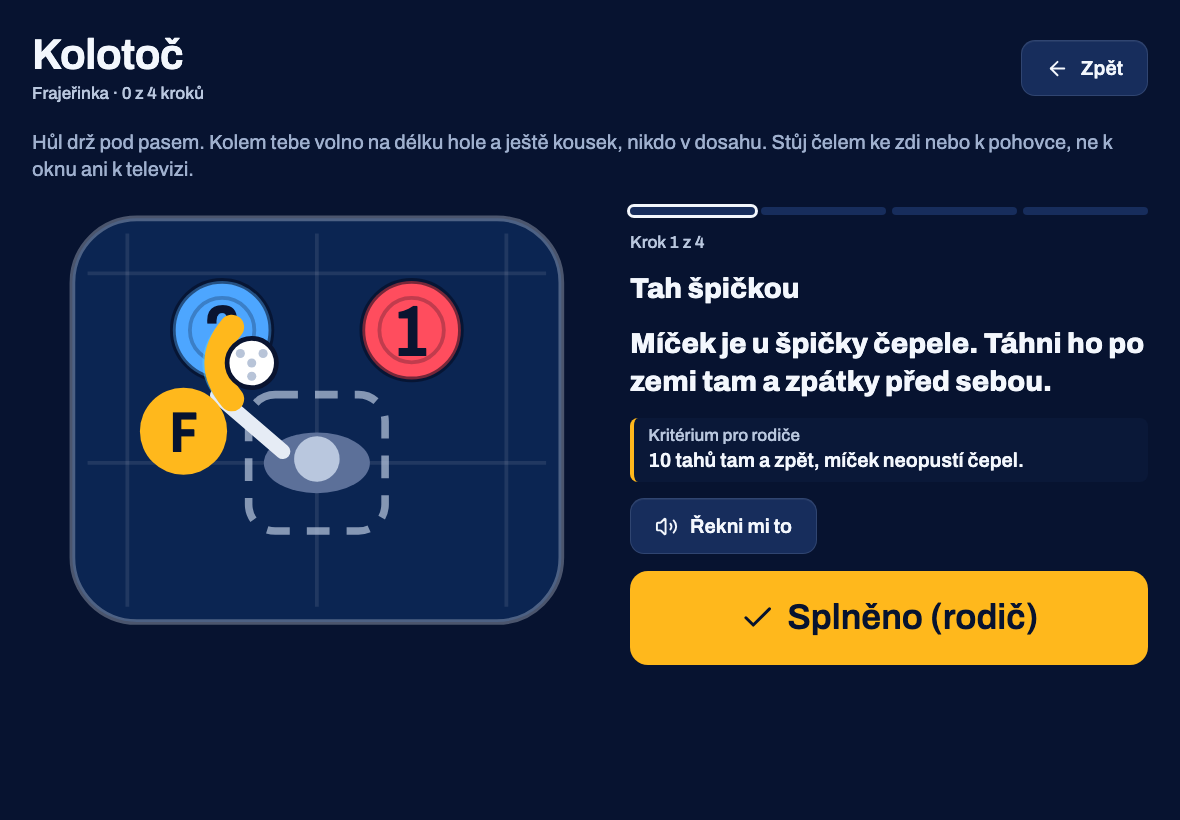 Kolotoč
Frajeřinka · 0 z 4 kroků
Zpět
Hůl drž pod pasem. Kolem tebe volno na délku hole a ještě kousek, nikdo v dosahu. Stůj čelem ke zdi nebo k pohovce, ne k
oknu ani k televizi.
1
F
Krok 1 z 4
Tah špičkou
Míček je u špičky čepele. Táhni ho po
zemi tam a zpátky před sebou.
Kritérium pro rodiče
10 tahů tam a zpět, míček neopustí čepel.
Řekni mi to
Splněno (rodič)